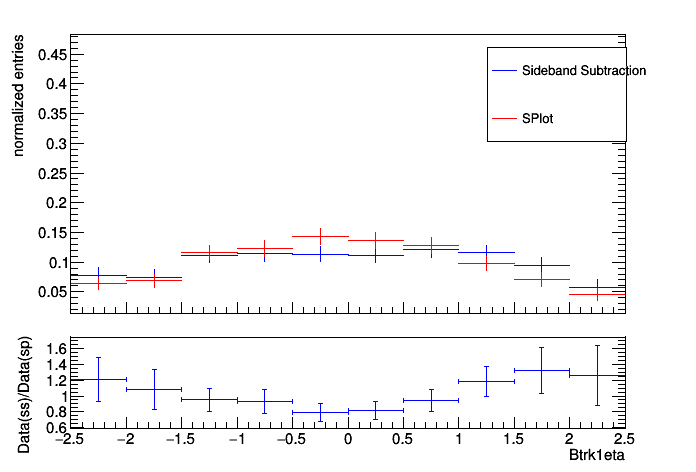 normalized entries
0.45
0.4
0.35
0.3
0.25
0.2
0.15
0.1
0.05
Sideband Subtraction
SPlot
Data(ss)/Data(sp)
1.6
1.4
1.2
1
0.8
0.6
−2.5 −2 −1.5 −1 −0.5 0 0.5 1 1.5 2 2.5
Btrk1eta